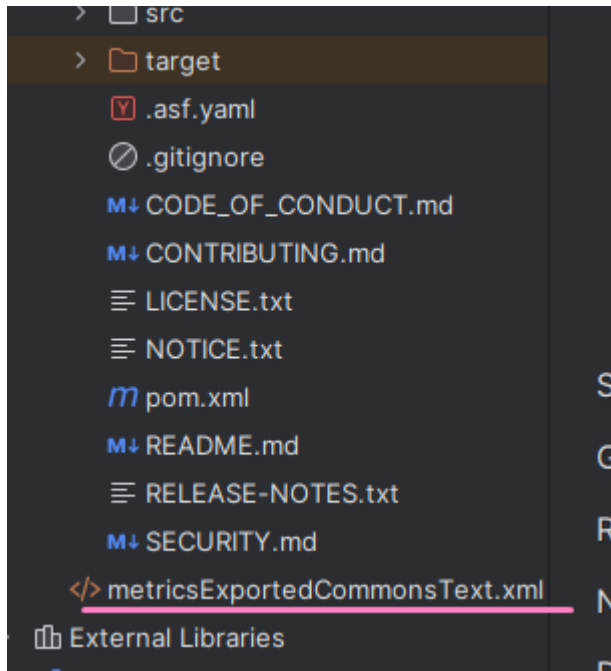 src
target
.asf.yaml
.gitignore
CODE_OF_CONDUCT.md
CONTRIBUTING.md
LICENSE.txt
NOTICE.txt
pom.xml
README.md
RELEASE-NOTES.txt
SECURITY.md
metricsExportedCommonsText.xml
External Libraries